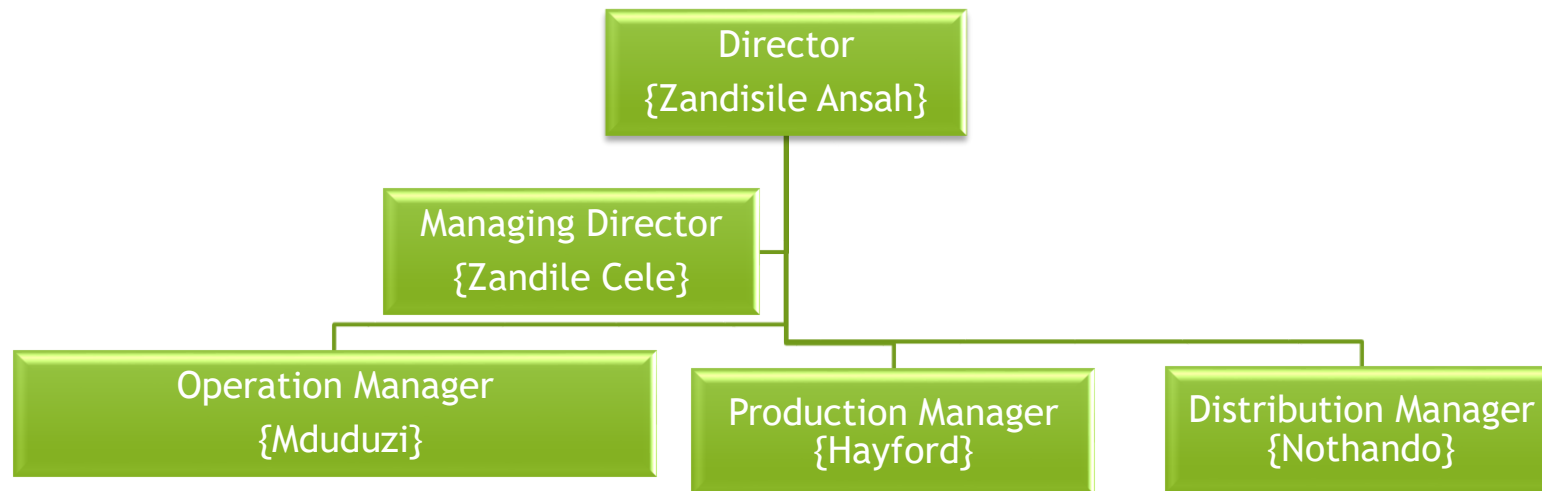 Director
{Zandisile Ansah}
Managing Director
{Zandile Cele}
Operation Manager
{Mduduzi}
Production Manager
{Hayford}
Distribution Manager
{Nothando}